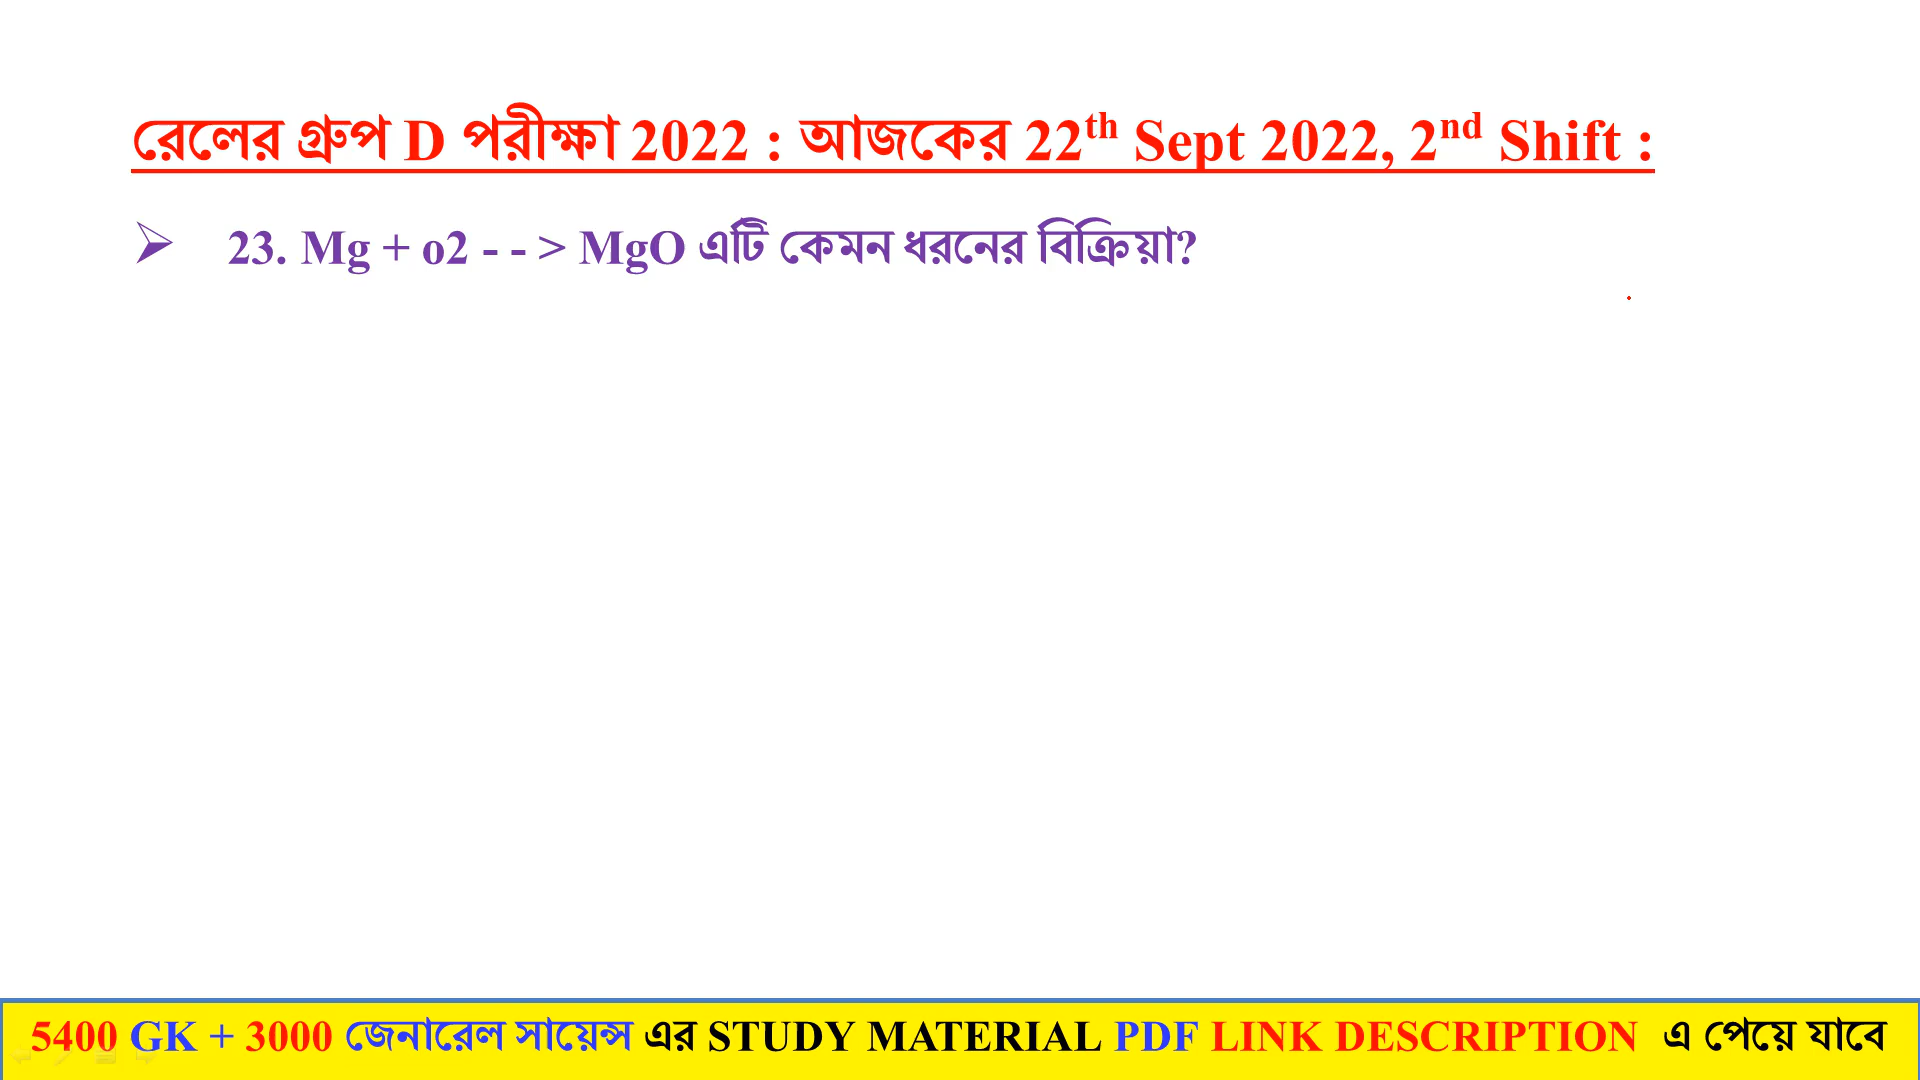 রেলের গ্রুপ D পরীক্ষা 2022 : আজকের 22th Sept 2022, 2nd Shift :
➢ 23. Mg + o2 - - > MgO এটি কেমন ধরনের বিক্রিয়া?
5400 GK + 3000 জেনারেল সায়েন্স এর STUDY MATERIAL PDF LINK DESCRIPTION এ পেয়ে যাবে